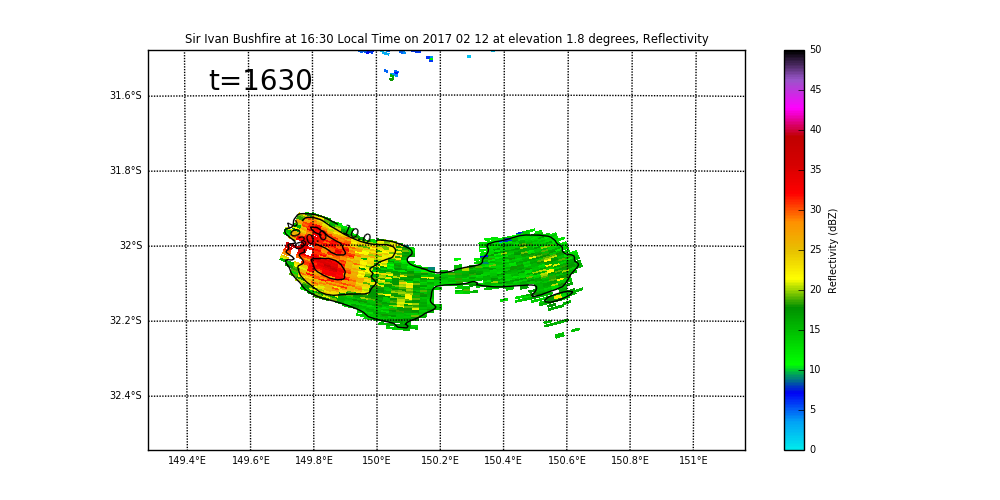 Sir Ivan Bushfire at 16:30 Local Time on 2017 02 12 at elevation 1.8 degrees, Reflectivity
t=1630
31.6°S
31.8°S
32°S
32.2°S
32.4°S
149.4°E 149.6°E 149.8°E 150°E 150.2°E 150.4°E 150.6°E 150.8°E 151°E
50
45
40
35
30
25
20
15
10
5
0
Reflectivity (dBZ)